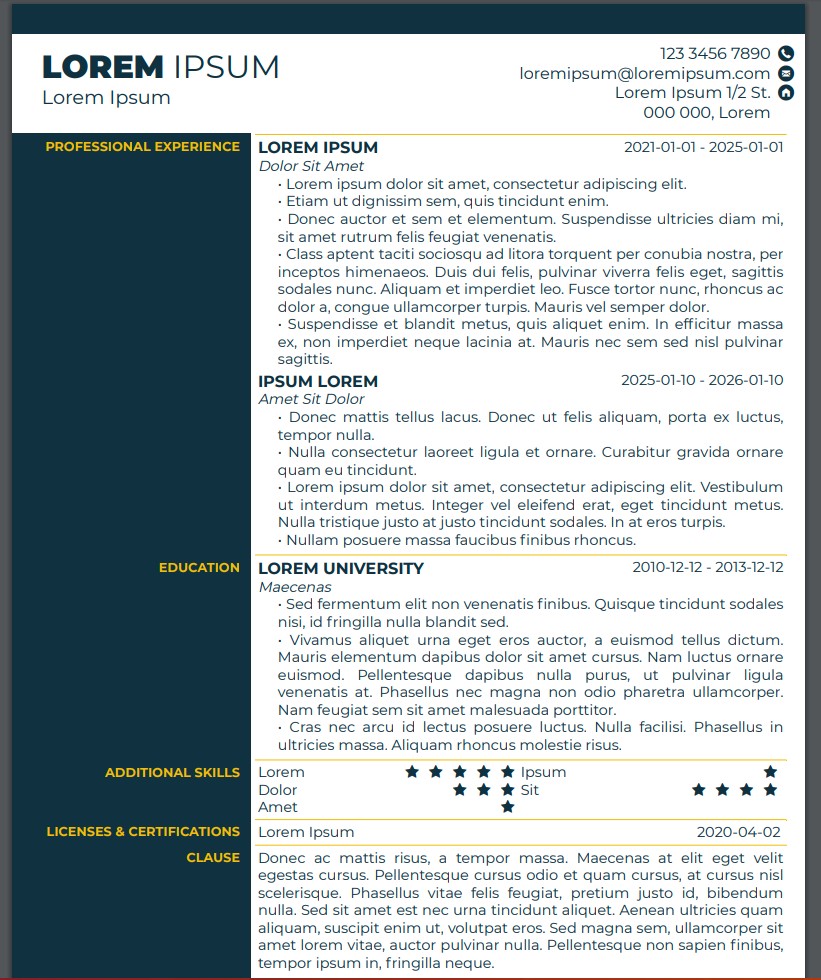 LOREM IPSUM
Lorem Ipsum
123 3456 7890
loremipsum@loremipsum.com
Lorem Ipsum 1/2 St.
000 000, Lorem
PROFESSIONAL EXPERIENCE
LOREM IPSUM 2021-01-01 - 2025-01-01
Dolor Sit Amet
• Lorem ipsum dolor sit amet, consectetur adipiscing elit.
• Etiam ut dignissim sem, quis tincidunt enim.
• Donec auctor et sem et elementum. Suspendisse ultricies diam mi,
sit amet rutrum felis feugiat venenatis.
• Class aptent taciti sociosqu ad litora torquent per conubia nostra, per
inceptos himenaeos. Duis dui felis, pulvinar viverra felis eget, sagittis
sodales nunc. Aliquam et imperdiet leo. Fusce tortor nunc, rhoncus ac
dolor a, congue ullamcorper turpis. Mauris vel semper dolor.
• Suspendisse et blandit metus, quis aliquet enim. In efficitur massa
ex, non imperdiet neque lacinia at. Mauris nec sem sed nisl pulvinar
sagittis.
IPSUM LOREM 2025-01-10 - 2026-01-10
Amet Sit Dolor
• Donec mattis tellus lacus. Donec ut felis aliquam, porta ex luctus,
tempor nulla.
• Nulla consectetur laoreet ligula et ornare. Curabitur gravida ornare
quam eu tincidunt.
• Lorem ipsum dolor sit amet, consectetur adipiscing elit. Vestibulum
ut interdum metus. Integer vel eleifend erat, eget tincidunt metus.
Nulla tristique justo at justo tincidunt sodales. In at eros turpis.
• Nullam posuere massa faucibus finibus rhoncus.
EDUCATION
LOREM UNIVERSITY 2010-12-12 - 2013-12-12
Maecenas
• Sed fermentum elit non venenatis finibus. Quisque tincidunt sodales
nisi, id fringilla nulla blandit sed.
• Vivamus aliquet urna eget eros auctor, a euismod tellus dictum.
Mauris elementum dapibus dolor sit amet cursus. Nam luctus ornare
euismod. Pellentesque dapibus nulla purus, ut pulvinar ligula
venenatis at. Phasellus nec magna non odio pharetra ullamcorper.
Nam feugiat sem sit amet malesuada porttitor.
• Cras nec arcu id lectus posuere luctus. Nulla facilisi. Phasellus in
ultricies massa. Aliquam rhoncus molestie risus.
ADDITIONAL SKILLS
Lorem ★ ★ ★ ★ ★ Ipsum ★
Dolor ★ ★ ★ Sit ★ ★ ★ ★
Amet ★
LICENSES & CERTIFICATIONS
Lorem Ipsum 2020-04-02
CLAUSE
Donec ac mattis risus, a tempor massa. Maecenas at elit eget velit
egestas cursus. Pellentesque cursus odio et quam cursus, at cursus nisl
scelerisque. Phasellus vitae felis feugiat, pretium justo id, bibendum
nulla. Sed sit amet est nec urna tincidunt aliquet. Aenean ultricies quam
aliquam, suscipit enim ut, volutpat eros. Sed magna sem, ullamcorper sit
amet lorem vitae, auctor pulvinar nulla. Pellentesque non sapien finibus,
tempor ipsum in, fringilla neque.